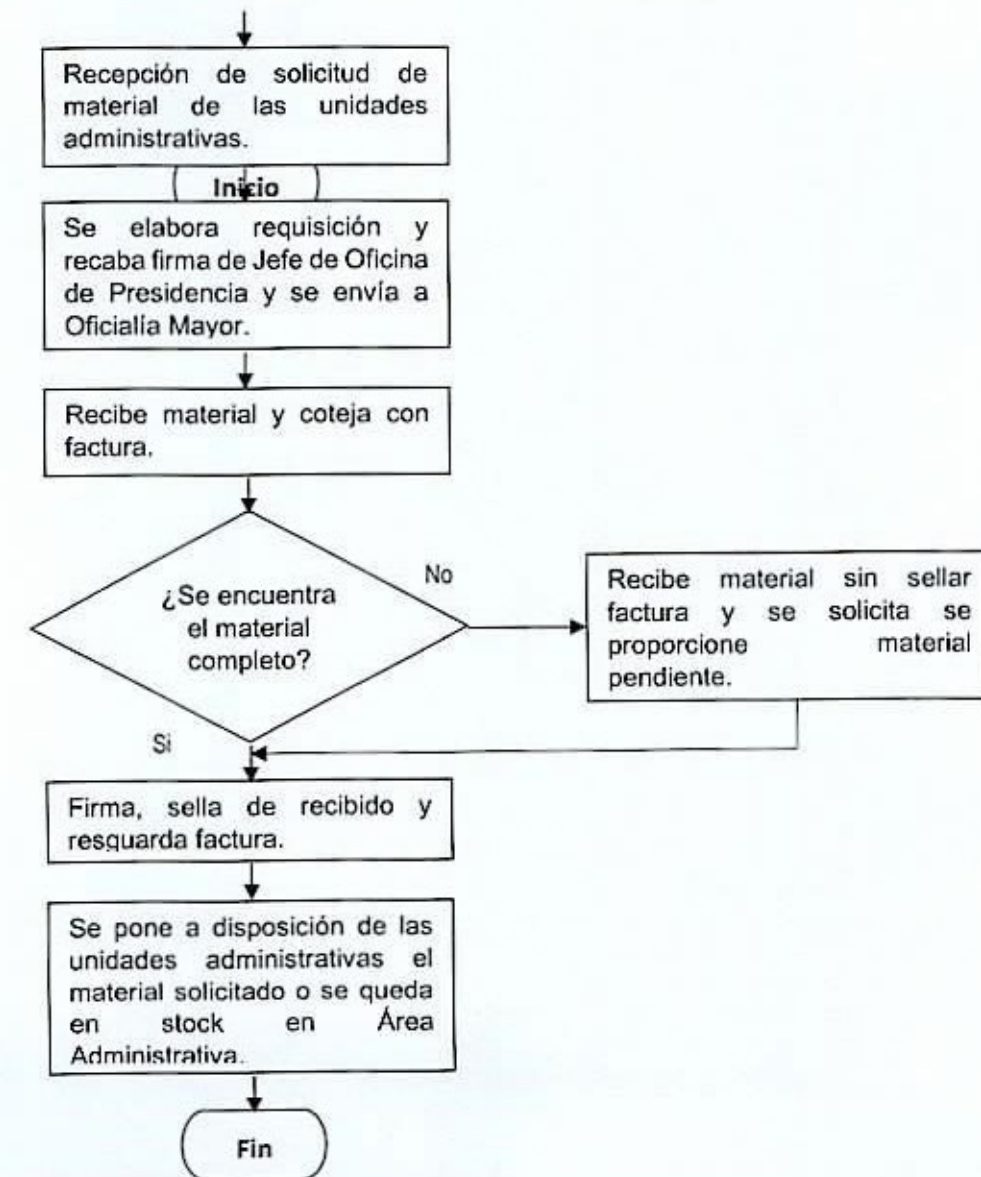 Recepción de solicitud de
material de las unidades
administrativas.
Inicio
Se elabora requisición y
recaba firma de Jefe de Oficina
de Presidencia y se envía a
Oficialía Mayor.
Recibe material y coteja con
factura.
¿Se encuentra
el material
completo?
No
Recibe material sin sellar
factura y se solicita se
proporcione material
pendiente.
Si
Firma, sella de recibido y
resguarda factura.
Se pone a disposición de las
unidades administrativas el
material solicitado o se queda
en stock en Área
Administrativa.
Fin